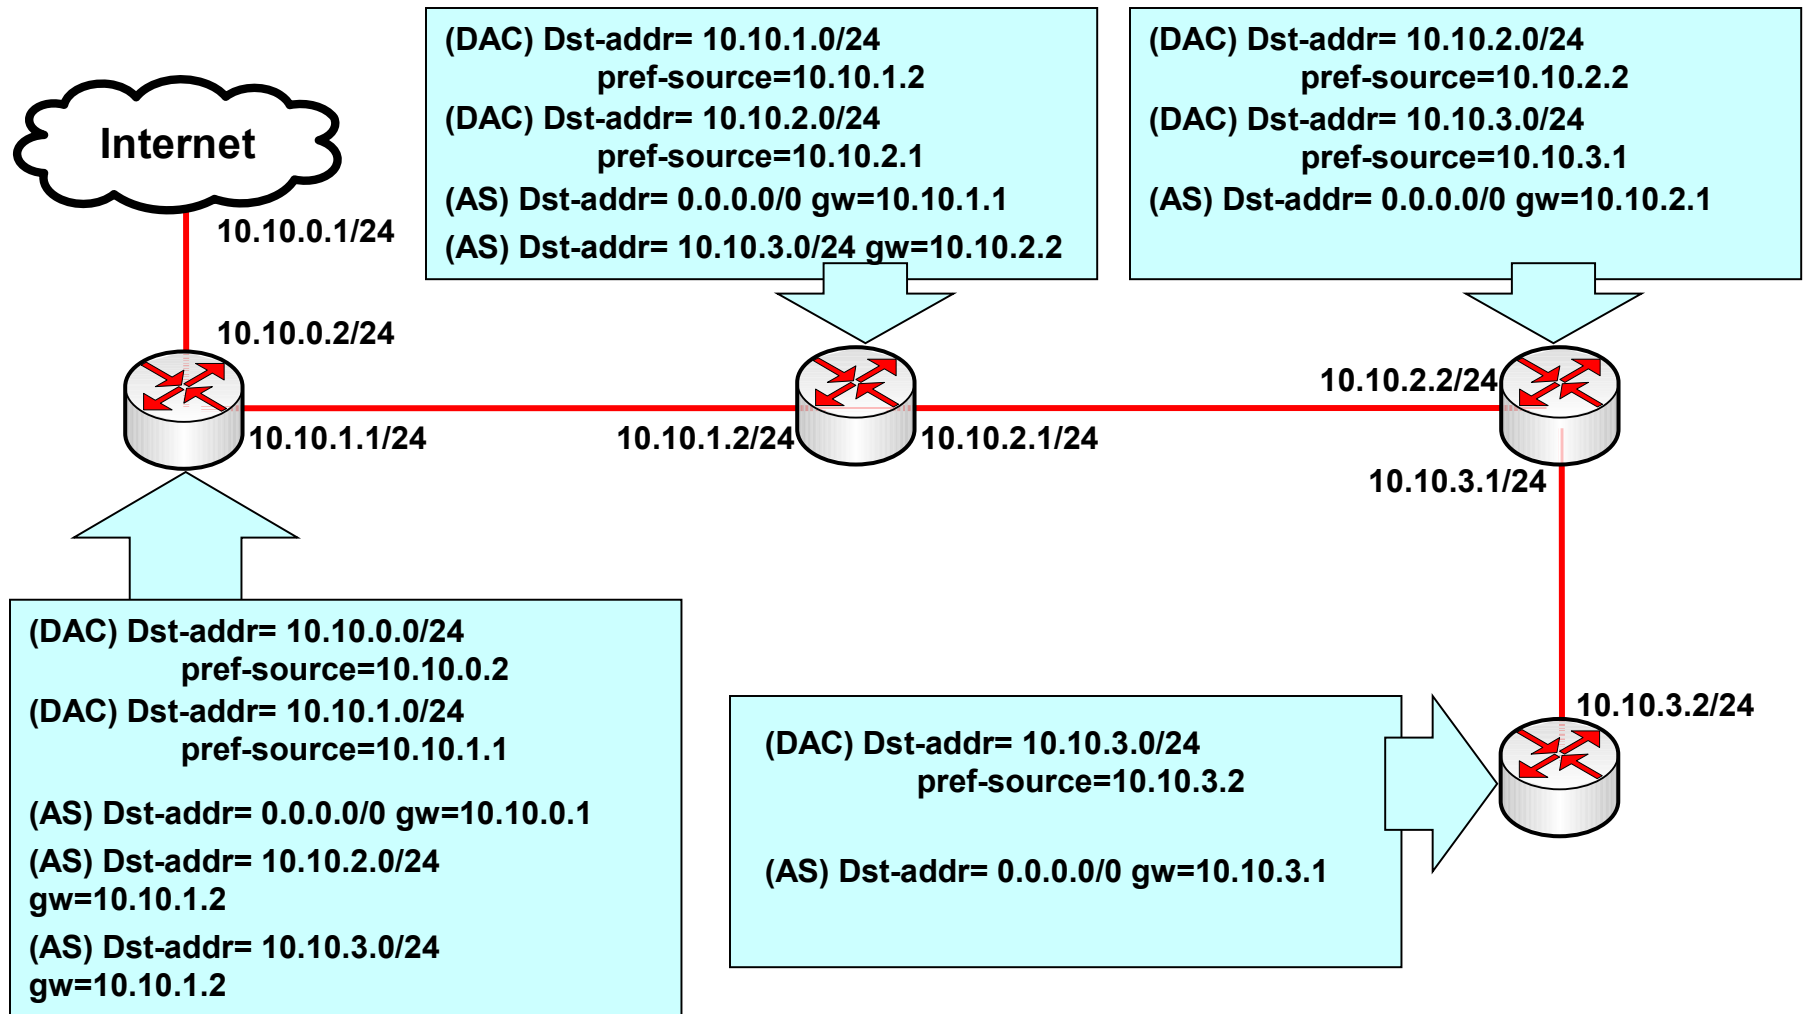 Internet
10.10.0.1/24
10.10.0.2/24
10.10.1.1/24
(DAC) Dst-addr= 10.10.1.0/24
pref-source=10.10.1.2
(DAC) Dst-addr= 10.10.2.0/24
pref-source=10.10.2.1
(AS) Dst-addr= 0.0.0.0/0 gw=10.10.1.1
(AS) Dst-addr= 10.10.3.0/24 gw=10.10.2.2
10.10.1.2/24
10.10.2.1/24
(DAC) Dst-addr= 10.10.2.0/24
pref-source=10.10.2.2
(DAC) Dst-addr= 10.10.3.0/24
pref-source=10.10.3.1
(AS) Dst-addr= 0.0.0.0/0 gw=10.10.2.1
10.10.2.2/24
10.10.3.1/24
(DAC) Dst-addr= 10.10.0.0/24
pref-source=10.10.0.2
(DAC) Dst-addr= 10.10.1.0/24
pref-source=10.10.1.1
(AS) Dst-addr= 0.0.0.0/0 gw=10.10.0.1
(AS) Dst-addr= 10.10.2.0/24
gw=10.10.1.2
(AS) Dst-addr= 10.10.3.0/24
gw=10.10.1.2
(DAC) Dst-addr= 10.10.3.0/24
pref-source=10.10.3.2
(AS) Dst-addr= 0.0.0.0/0 gw=10.10.3.1
10.10.3.2/24